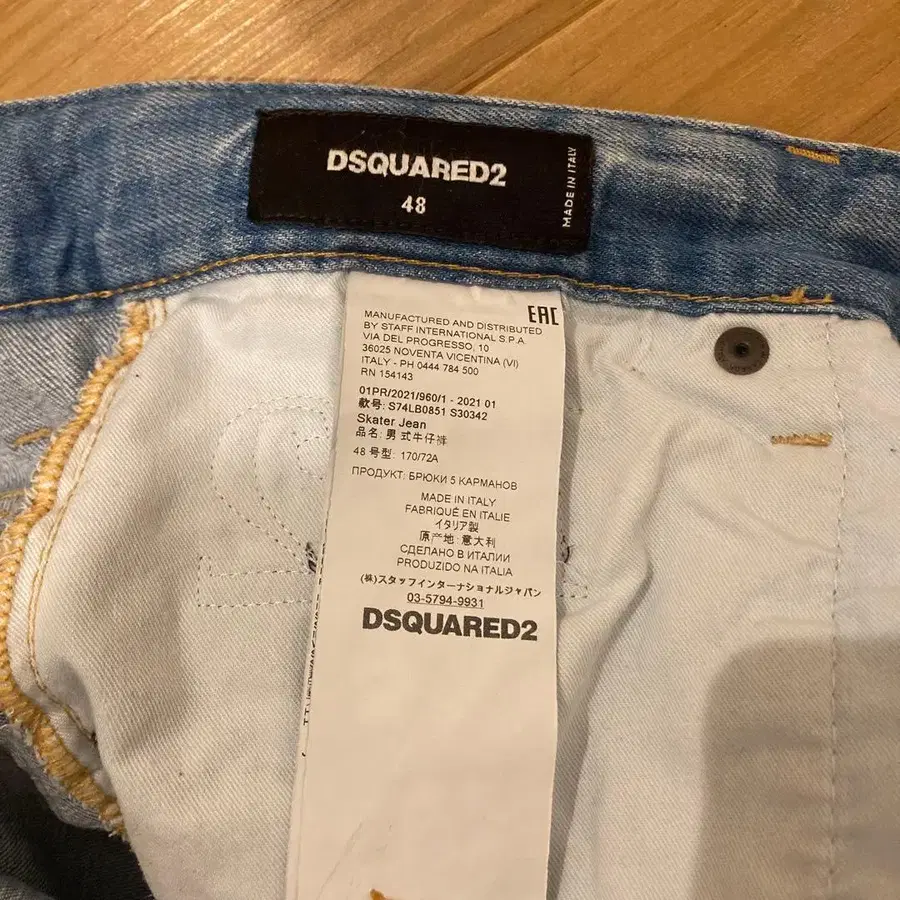 DSQUARED2
48
MADE IN ITALY
EAC
MANUFACTURED AND DISTRIBUTED
BY STAFF INTERNATIONAL S.P.A.
VIA DEL PROGRESSO, 10
36025 NOVENTA VICENTINA (VI)
ITALY - PH 0444 784 500
RN 154143
01PR/2021/960/1 - 2021 01
款号: S74LB0851 S30342
Skater Jean
品名: 男式牛仔裤
48 号型: 170/72A
ПРОДУКТ: БРЮКИ 5 КАРМАНОВ
MADE IN ITALY
FABRIQUÉ EN ITALIE
イタリア製
原产地: 意大利
СДЕЛАНО В ИТАЛИИ
PRODUZIDO NA ITALIA
(株)スタッフインターナショナルジャパン
03-5794-9931
DSQUARED2